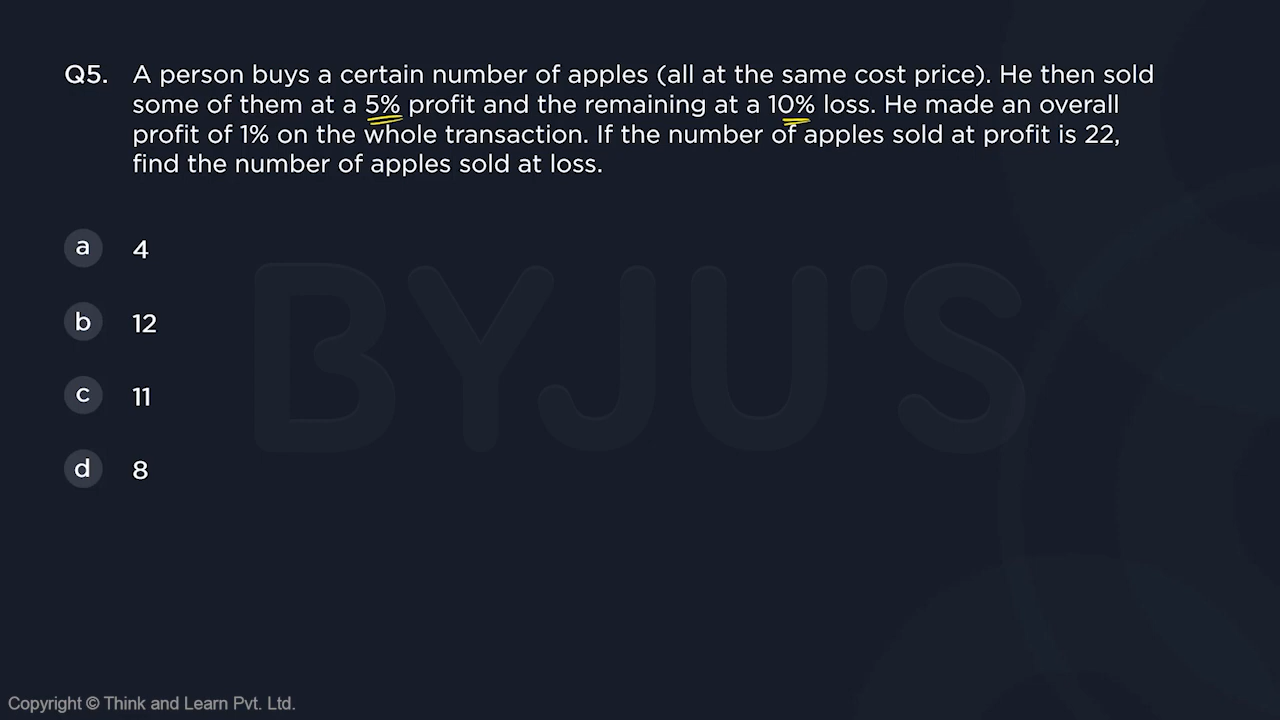 Q5. A person buys a certain number of apples (all at the same cost price). He then sold
some of them at a 5% profit and the remaining at a 10% loss. He made an overall
profit of 1% on the whole transaction. If the number of apples sold at profit is 22,
find the number of apples sold at loss.
a 4
b 12
c 11
d 8
BYJU'S
Copyright © Think and Learn Pvt. Ltd.